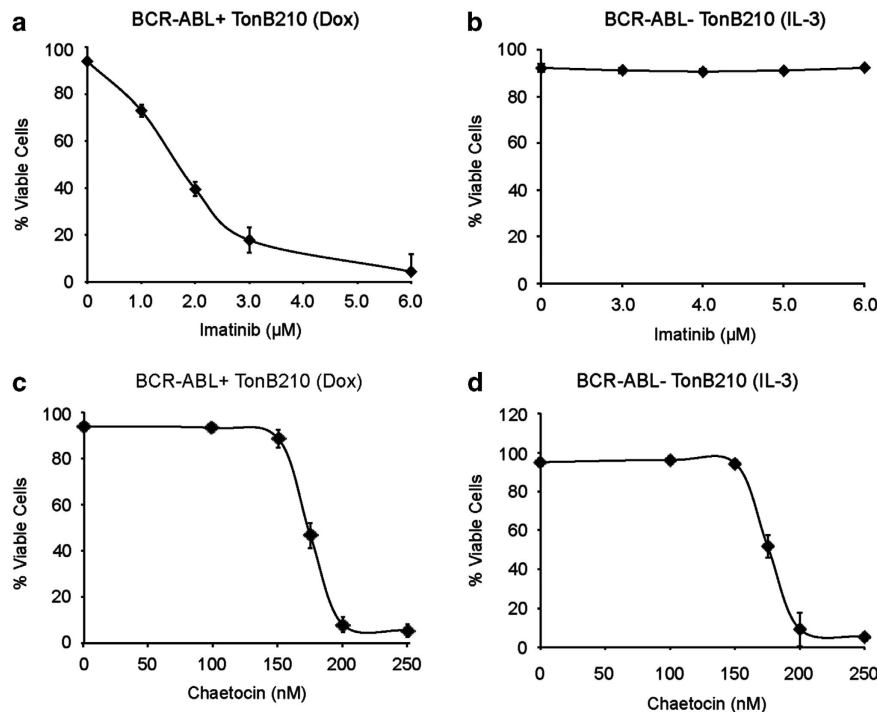 a
BCR-ABL+ TonB210 (Dox)
100
80
60
40
20
0
% Viable Cells
0 1.0 2.0 3.0 4.0 5.0 6.0
Imatinib (µM)
b
BCR-ABL- TonB210 (IL-3)
100
80
60
40
20
0
% Viable Cells
0 3.0 4.0 5.0 6.0
Imatinib (µM)
c
BCR-ABL+ TonB210 (Dox)
100
80
60
40
20
0
% Viable Cells
0 50 100 150 200 250
Chaetocin (nM)
d
BCR-ABL- TonB210 (IL-3)
120
100
80
60
40
20
0
% Viable Cells
0 50 100 150 200 250
Chaetocin (nM)